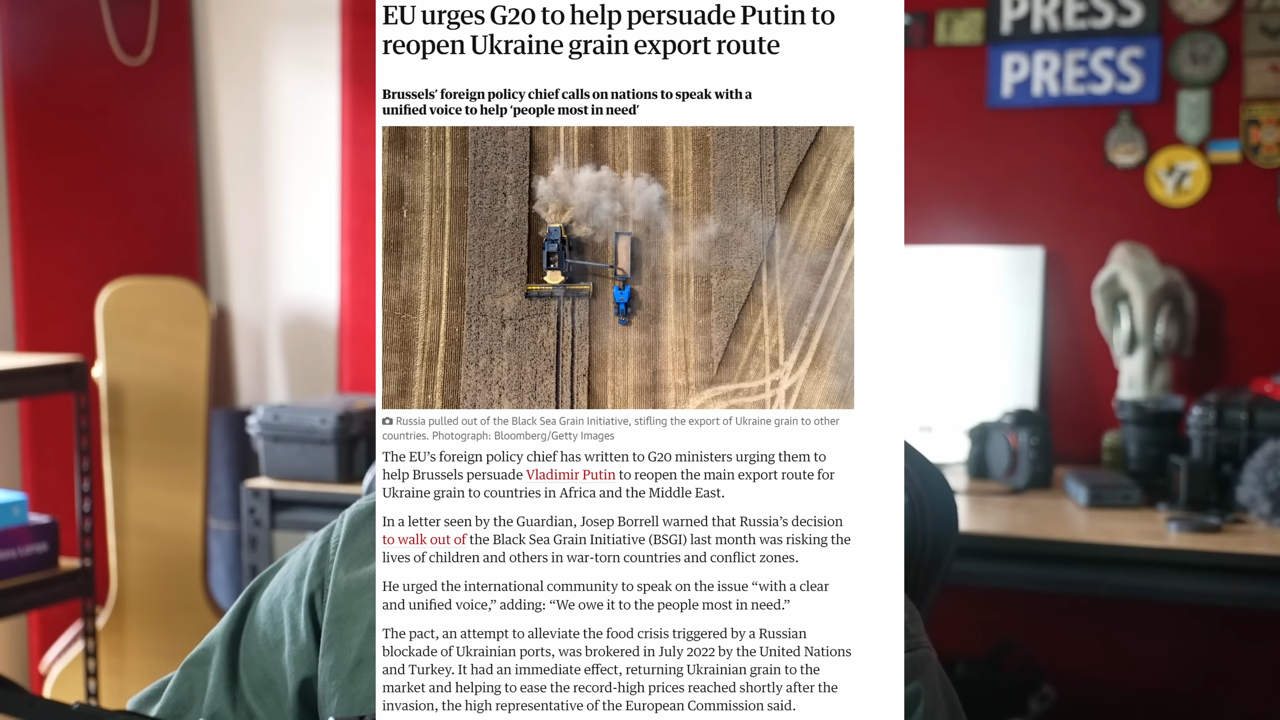 EU urges G20 to help persuade Putin to
reopen Ukraine grain export route
Brussels’ foreign policy chief calls on nations to speak with a
unified voice to help ‘people most in need’
Russia pulled out of the Black Sea Grain Initiative, stifling the export of Ukraine grain to other
countries. Photograph: Bloomberg/Getty Images
The EU’s foreign policy chief has written to G20 ministers urging them to
help Brussels persuade Vladimir Putin to reopen the main export route for
Ukraine grain to countries in Africa and the Middle East.
In a letter seen by the Guardian, Josep Borrell warned that Russia’s decision
to walk out of the Black Sea Grain Initiative (BSGI) last month was risking the
lives of children and others in war-torn countries and conflict zones.
He urged the international community to speak on the issue “with a clear
and unified voice,” adding: “We owe it to the people most in need.”
The pact, an attempt to alleviate the food crisis triggered by a Russian
blockade of Ukrainian ports, was brokered in July 2022 by the United Nations
and Turkey. It had an immediate effect, returning Ukrainian grain to the
market and helping to ease the record-high prices reached shortly after the
invasion, the high representative of the European Commission said.
PRESS
PRESS